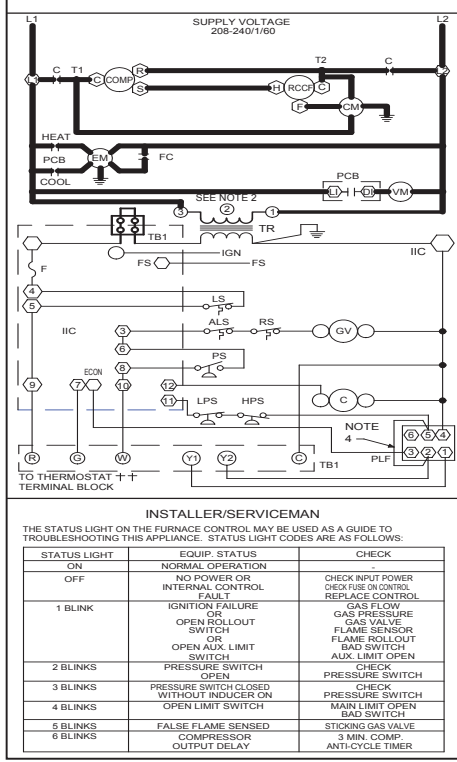 L1 SUPPLY VOLTAGE L2
208-240/1/60
C T1 T2 C
L1 C COMP R H RCCF C L2
S
F CM
HEAT
PCB EM FC
COOL
PCB
LI DI VM
SEE NOTE 2
3 2 1
TB1 TR
IGN IIC
FS FS
F
4 LS
5
ALS RS
IIC 3 GV
6 PS
8
ECON
9 7 10 12 C
11 LPS HPS
NOTE
4
6 5 4
3 2 1
PLF
R G W Y1 Y2 C TB1
TO THERMOSTAT ++
TERMINAL BLOCK
INSTALLER/SERVICEMAN
THE STATUS LIGHT ON THE FURNACE CONTROL MAY BE USED AS A GUIDE TO
TROUBLESHOOTING THIS APPLIANCE. STATUS LIGHT CODES ARE AS FOLLOWS:
STATUS LIGHT EQUIP. STATUS CHECK
ON NORMAL OPERATION -
OFF NO POWER OR CHECK INPUT POWER
INTERNAL CONTROL CHECK FUSE ON CONTROL
FAULT REPLACE CONTROL
1 BLINK IGNITION FAILURE GAS FLOW
OR GAS PRESSURE
OPEN ROLLOUT GAS VALVE
SWITCH FLAME SENSOR
OR FLAME ROLLOUT
OPEN AUX. LIMIT BAD SWITCH
SWITCH AUX. LIMIT OPEN
2 BLINKS PRESSURE SWITCH CHECK
OPEN PRESSURE SWITCH
3 BLINKS PRESSURE SWITCH CLOSED CHECK
WITHOUT INDUCER ON PRESSURE SWITCH
4 BLINKS OPEN LIMIT SWITCH MAIN LIMIT OPEN
BAD SWITCH
5 BLINKS FALSE FLAME SENSED STICKING GAS VALVE
6 BLINKS COMPRESSOR 3 MIN. COMP.
OUTPUT DELAY ANTI-CYCLE TIMER